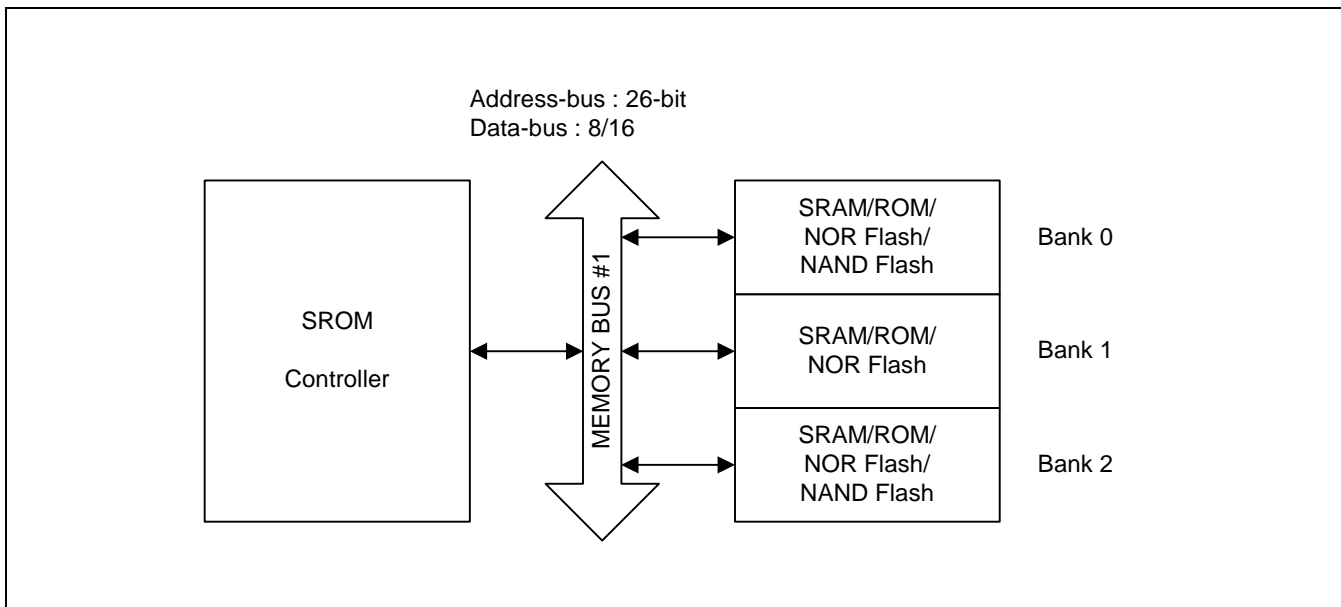 Address-bus : 26-bit
Data-bus : 8/16
SROM
Controller
MEMORY BUS #1
SRAM/ROM/
NOR Flash/
NAND Flash
Bank 0
SRAM/ROM/
NOR Flash
Bank 1
SRAM/ROM/
NOR Flash/
NAND Flash
Bank 2